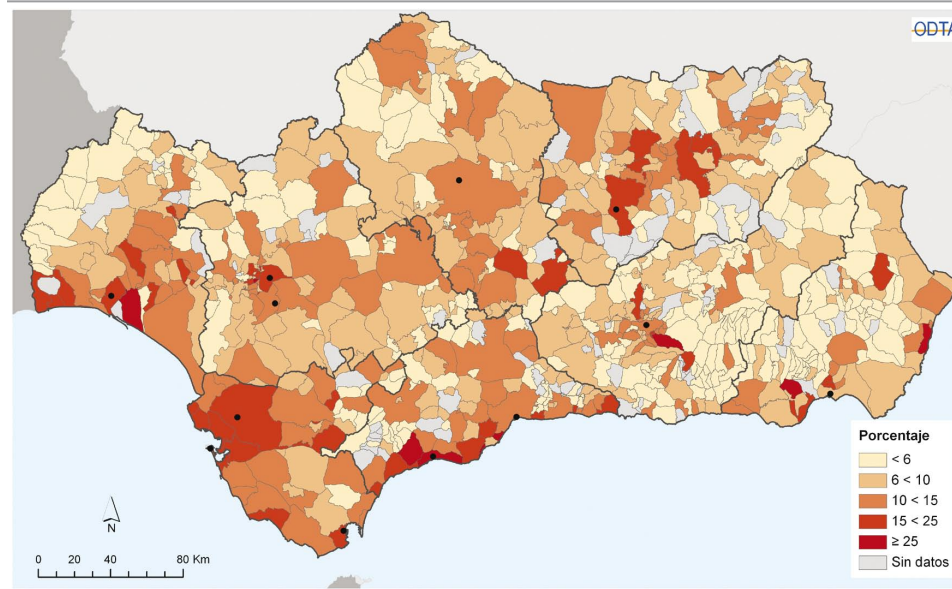 ODTA
N
0 20 40 80 Km
Porcentaje
< 6
6 < 10
10 < 15
15 < 25
≥ 25
Sin datos